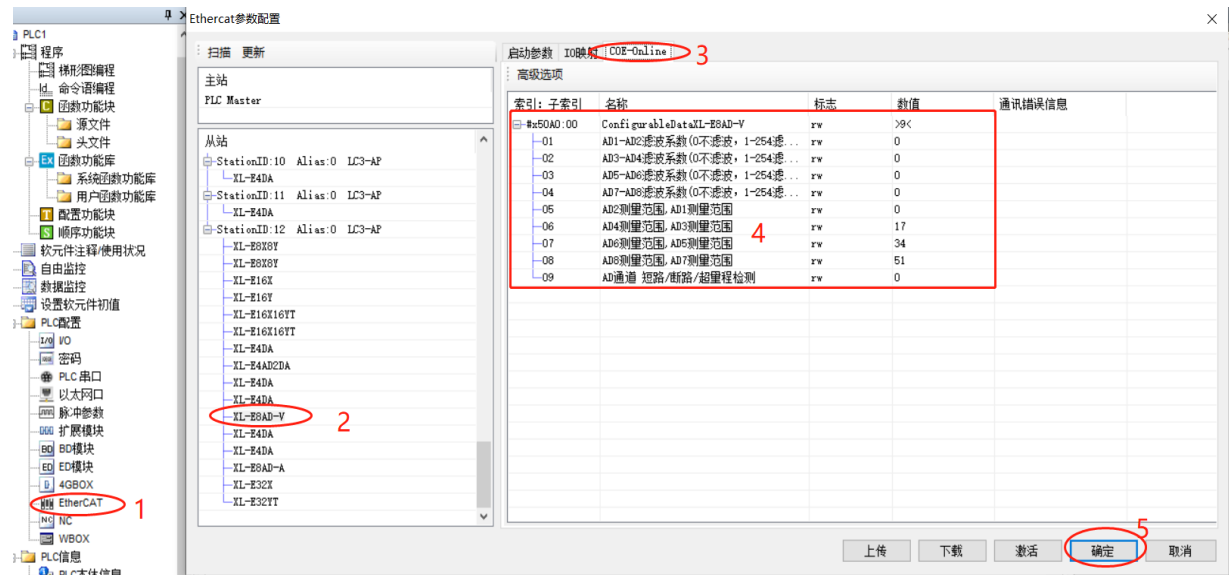 PLC1
程序
梯形图编程
命令语编程
函数功能块
源文件
头文件
函数功能库
系统函数功能库
用户函数功能库
配置功能块
顺序功能块
软元件注释/使用状况
自由监控
数据监控
设置软元件初值
PLC配置
I/O
密码
PLC 串口
以太网口
脉冲参数
扩展模块
BD模块
ED模块
4GBOX
EtherCAT 1
NC
WBOX
PLC信息
PLC本体信息
Ethercat参数配置
扫描 更新
主站
PLC Master
从站
StationID:10 Alias:0 LC3-AP
XL-E4DA
StationID:11 Alias:0 LC3-AP
XL-E4DA
StationID:12 Alias:0 LC3-AP
XL-E8X8Y
XL-E8X8Y
XL-E16X
XL-E16Y
XL-E16X16YT
XL-E16X16YT
XL-E4DA
XL-E4AD2DA
XL-E4DA
XL-E4DA
XL-E8AD-V 2
XL-E4DA
XL-E4DA
XL-E8AD-A
XL-E32X
XL-E32YT
启动参数 IO映射 COE-Online 3
高级选项
索引: 子索引 名称 标志 数值 通讯错误信息
#x50A0:00 ConfigurableDataXL-E8AD-V rw >9<
01 AD1-AD2滤波系数(0不滤波，1-254滤... rw 0
02 AD3-AD4滤波系数(0不滤波，1-254滤... rw 0
03 AD5-AD6滤波系数(0不滤波，1-254滤... rw 0
04 AD7-AD8滤波系数(0不滤波，1-254滤... rw 0
05 AD2测量范围,AD1测量范围 rw 0
06 AD4测量范围,AD3测量范围 rw 17
07 AD6测量范围,AD5测量范围 rw 34
08 AD8测量范围,AD7测量范围 rw 51
09 AD通道 短路/断路/超量程检测 rw 0
4
5
上传 下载 激活 确定 取消